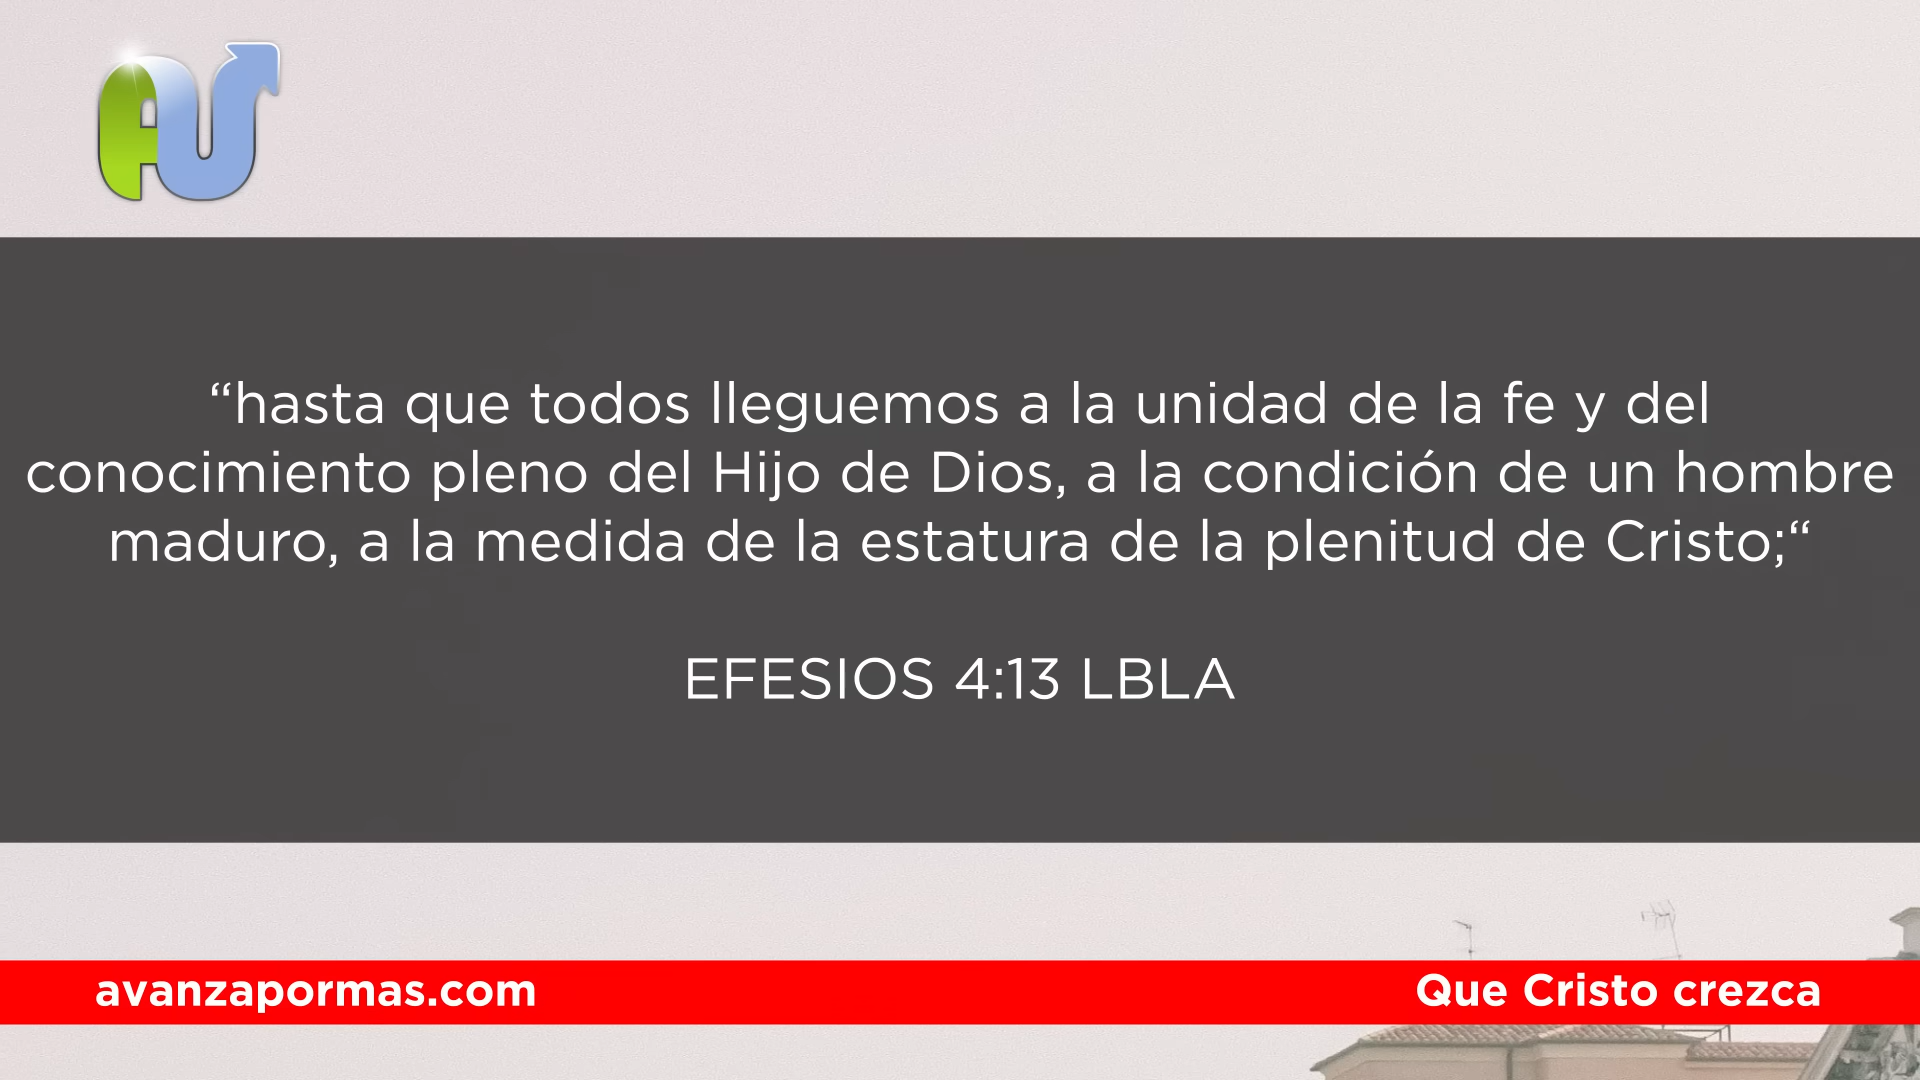 “hasta que todos lleguemos a la unidad de la fe y del
conocimiento pleno del Hijo de Dios, a la condición de un hombre
maduro, a la medida de la estatura de la plenitud de Cristo;“
EFESIOS 4:13 LBLA
avanzapormas.com
Que Cristo crezca